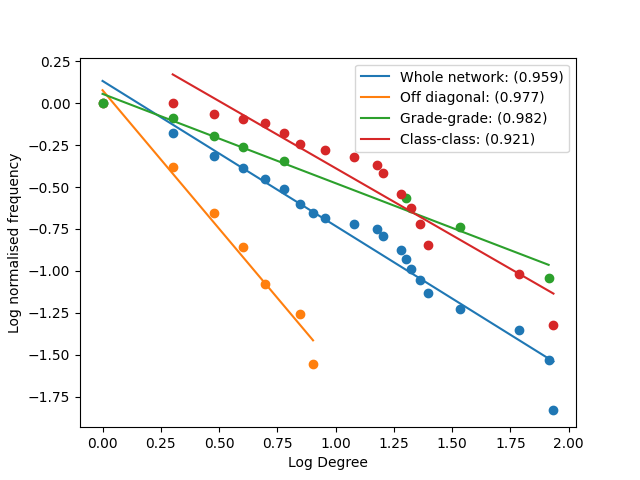 Whole network: (0.959)
Off diagonal: (0.977)
Grade-grade: (0.982)
Class-class: (0.921)
0.25
0.00
−0.25
−0.50
−0.75
−1.00
−1.25
−1.50
−1.75
Log normalised frequency
0.00 0.25 0.50 0.75 1.00 1.25 1.50 1.75 2.00
Log Degree